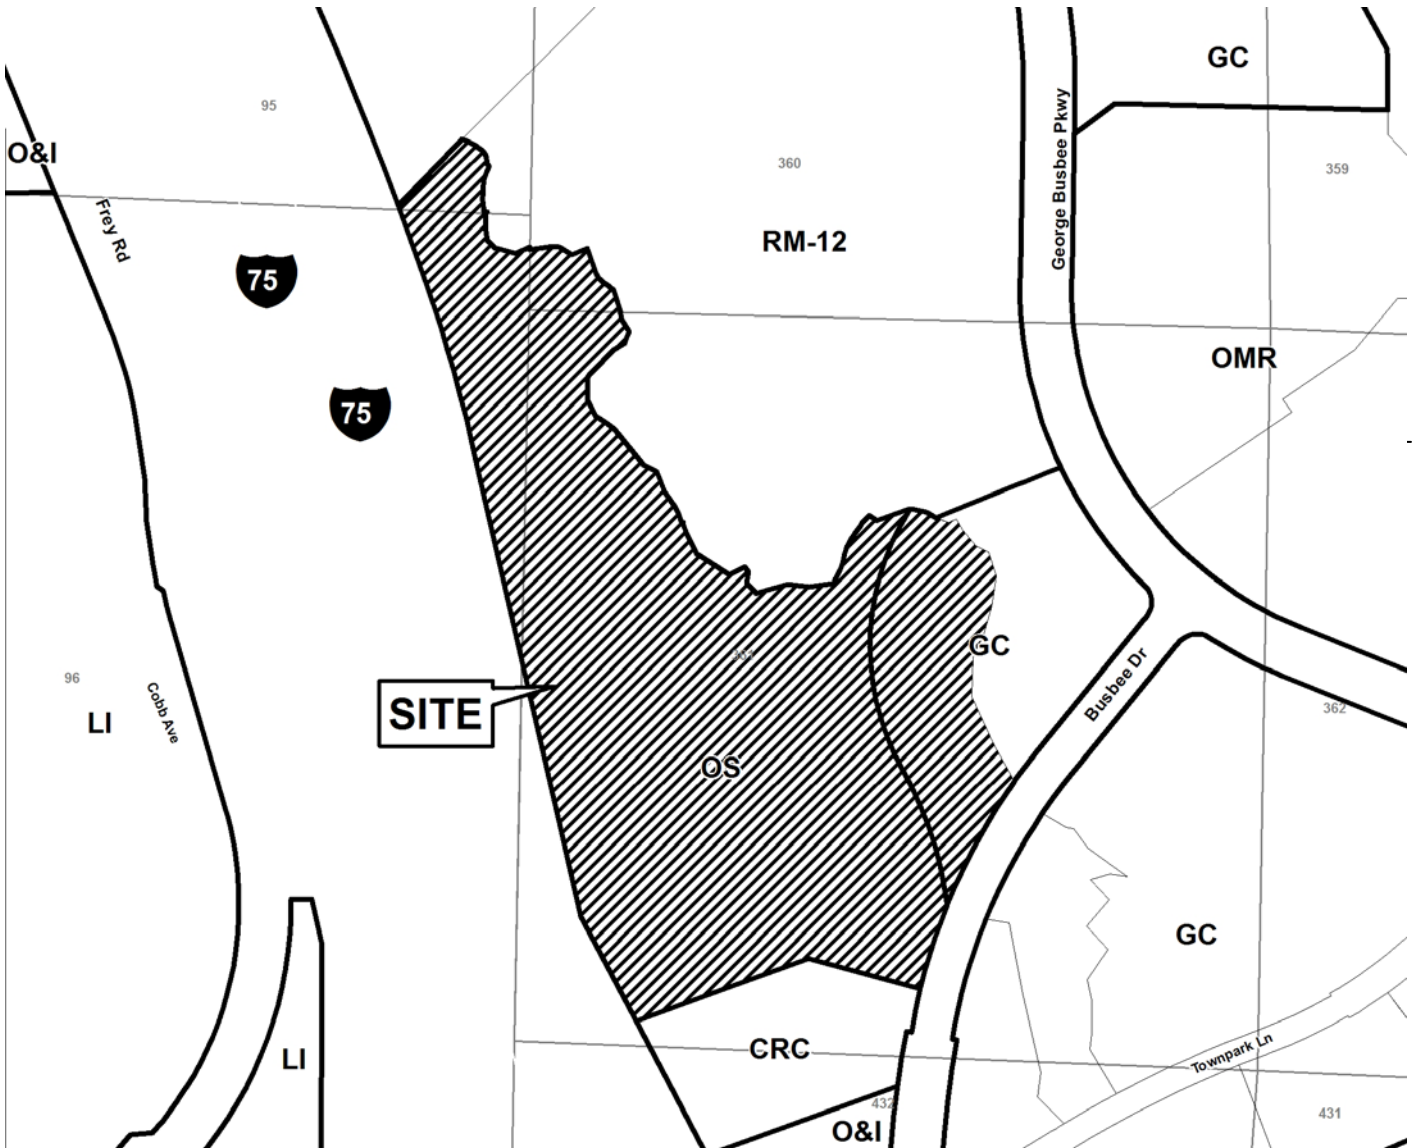 GC
95
George Busbee Pkwy
O&I
360
359
Frey Rd
RM-12
75
OMR
75
GC
96
SITE
Cobb Ave
Busbee Dr
362
LI
OS
GC
CRC
Townpark Ln
LI
432
431
O&I